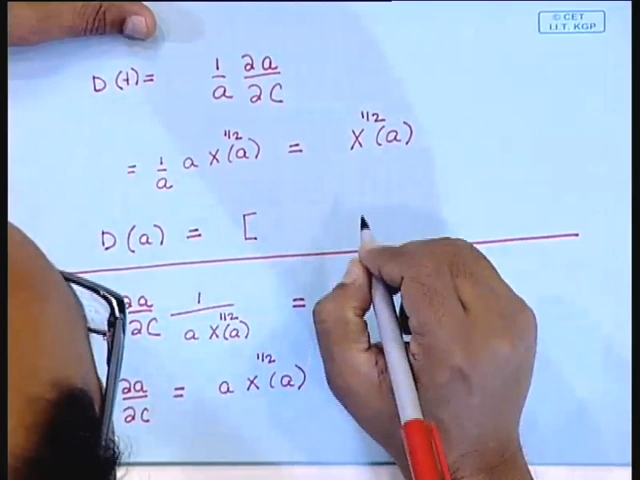 © CET
I.I.T. KGP
D(t) = 1/a ∂a/∂C
= 1/a a X^1/2(a) = X^1/2(a)
D(a) = [
∂a/∂C 1/(a X^1/2(a)) =
∂a/∂C = a X^1/2(a)